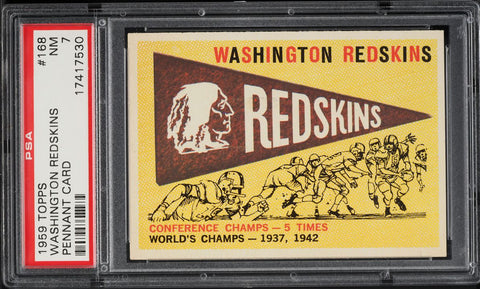 1959 TOPPS #168
WASHINGTON REDSKINS NM 7
PENNANT CARD 17417530
PSA
WASHINGTON REDSKINS
REDSKINS
CONFERENCE CHAMPS — 5 TIMES
WORLD'S CHAMPS — 1937, 1942